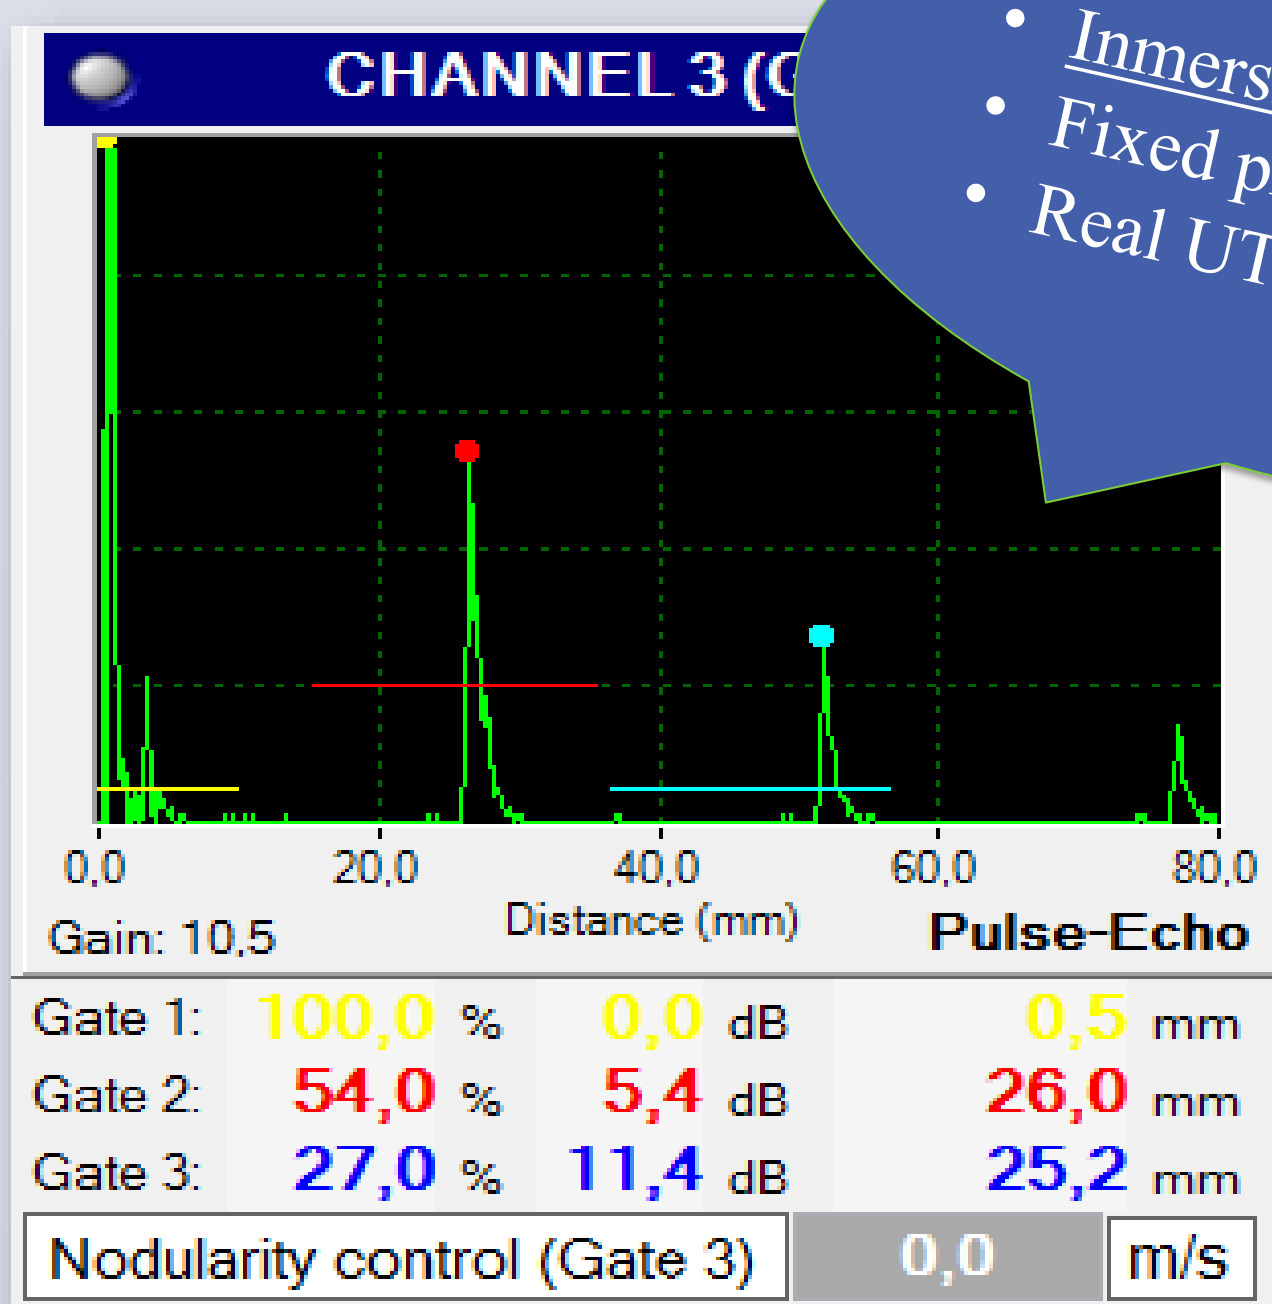 CHANNEL 3
• 
• Fixed
• Real UT
0,0 20,0 40,0 60,0 80,0
Distance (mm)
Gain: 10,5
Pulse-Echo
Gate 1: 100,0 % 0,0 dB 0,5 mm
Gate 2: 54,0 % 5,4 dB 26,0 mm
Gate 3: 27,0 % 11,4 dB 25,2 mm
Nodularity control (Gate 3) 0,0 m/s